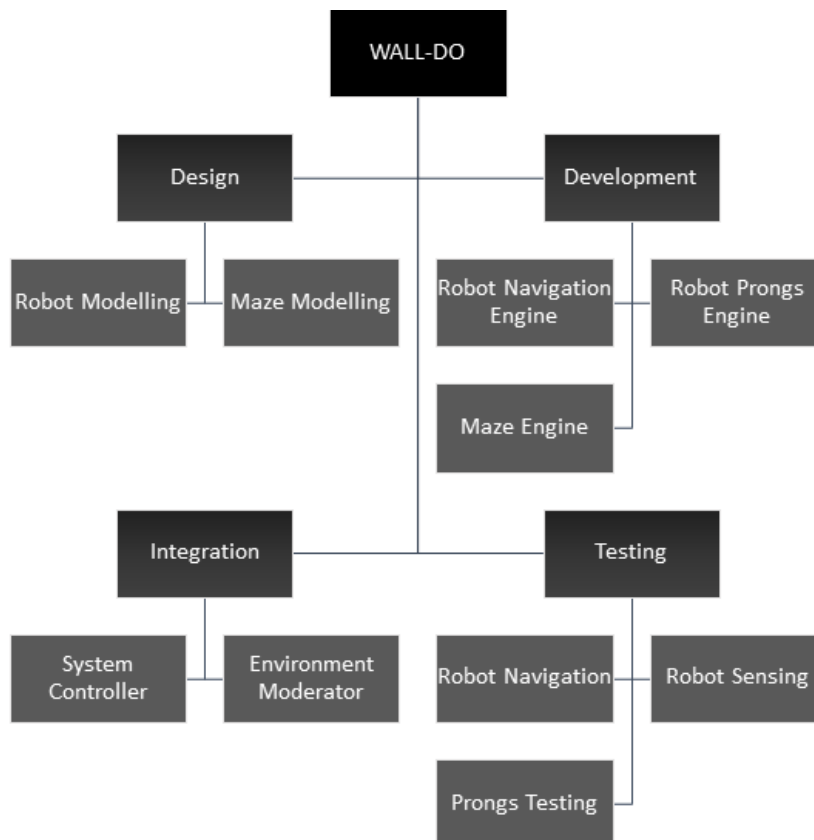 WALL-DO
Design
Development
Robot Modelling
Maze Modelling
Robot Navigation
Engine
Robot Prongs
Engine
Maze Engine
Integration
Testing
System
Controller
Environment
Moderator
Robot Navigation
Robot Sensing
Prongs Testing